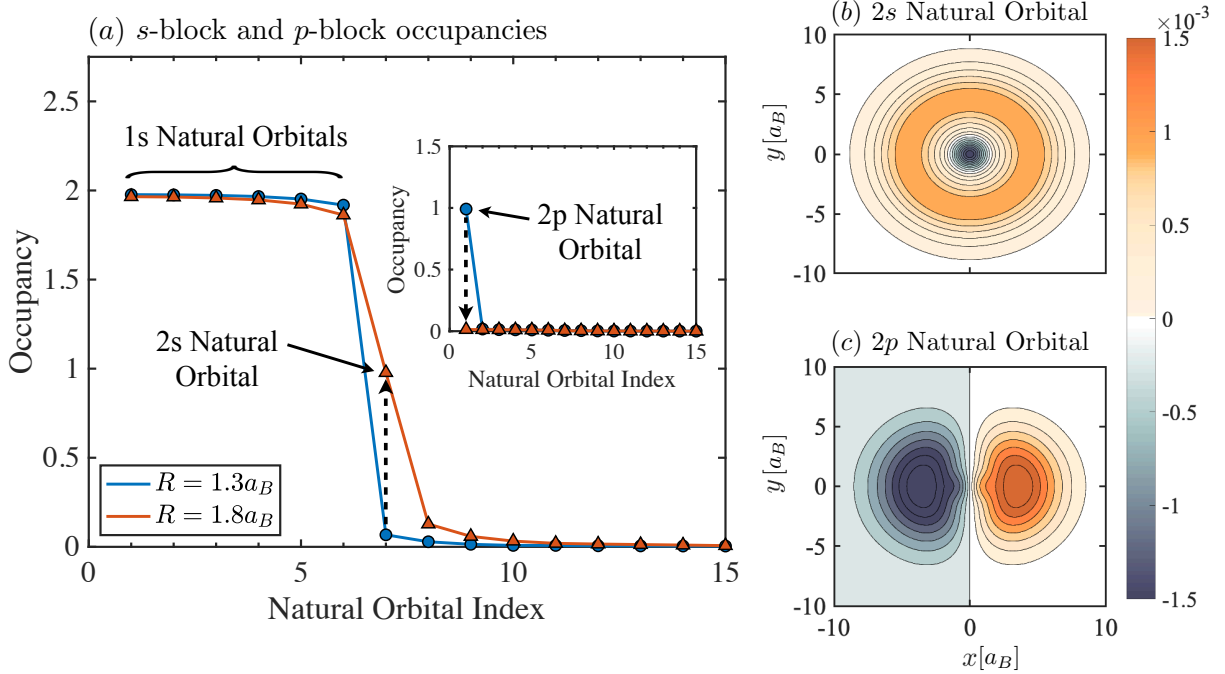 (a) s-block and p-block occupancies
2.5
2
1.5
1
0.5
0
Occupancy
0
5
10
15
Natural Orbital Index
1s Natural Orbitals
2s Natural
Orbital
R = 1.3a_B
R = 1.8a_B
1.5
1
0.5
0
Occupancy
0
5
10
15
Natural Orbital Index
2p Natural
Orbital
(b) 2s Natural Orbital
10
5
0
-5
-10
y [a_B]
(c) 2p Natural Orbital
10
5
0
-5
-10
y [a_B]
-10
0
10
x[a_B]
×10⁻³
1.5
1
0.5
0
-0.5
-1
-1.5